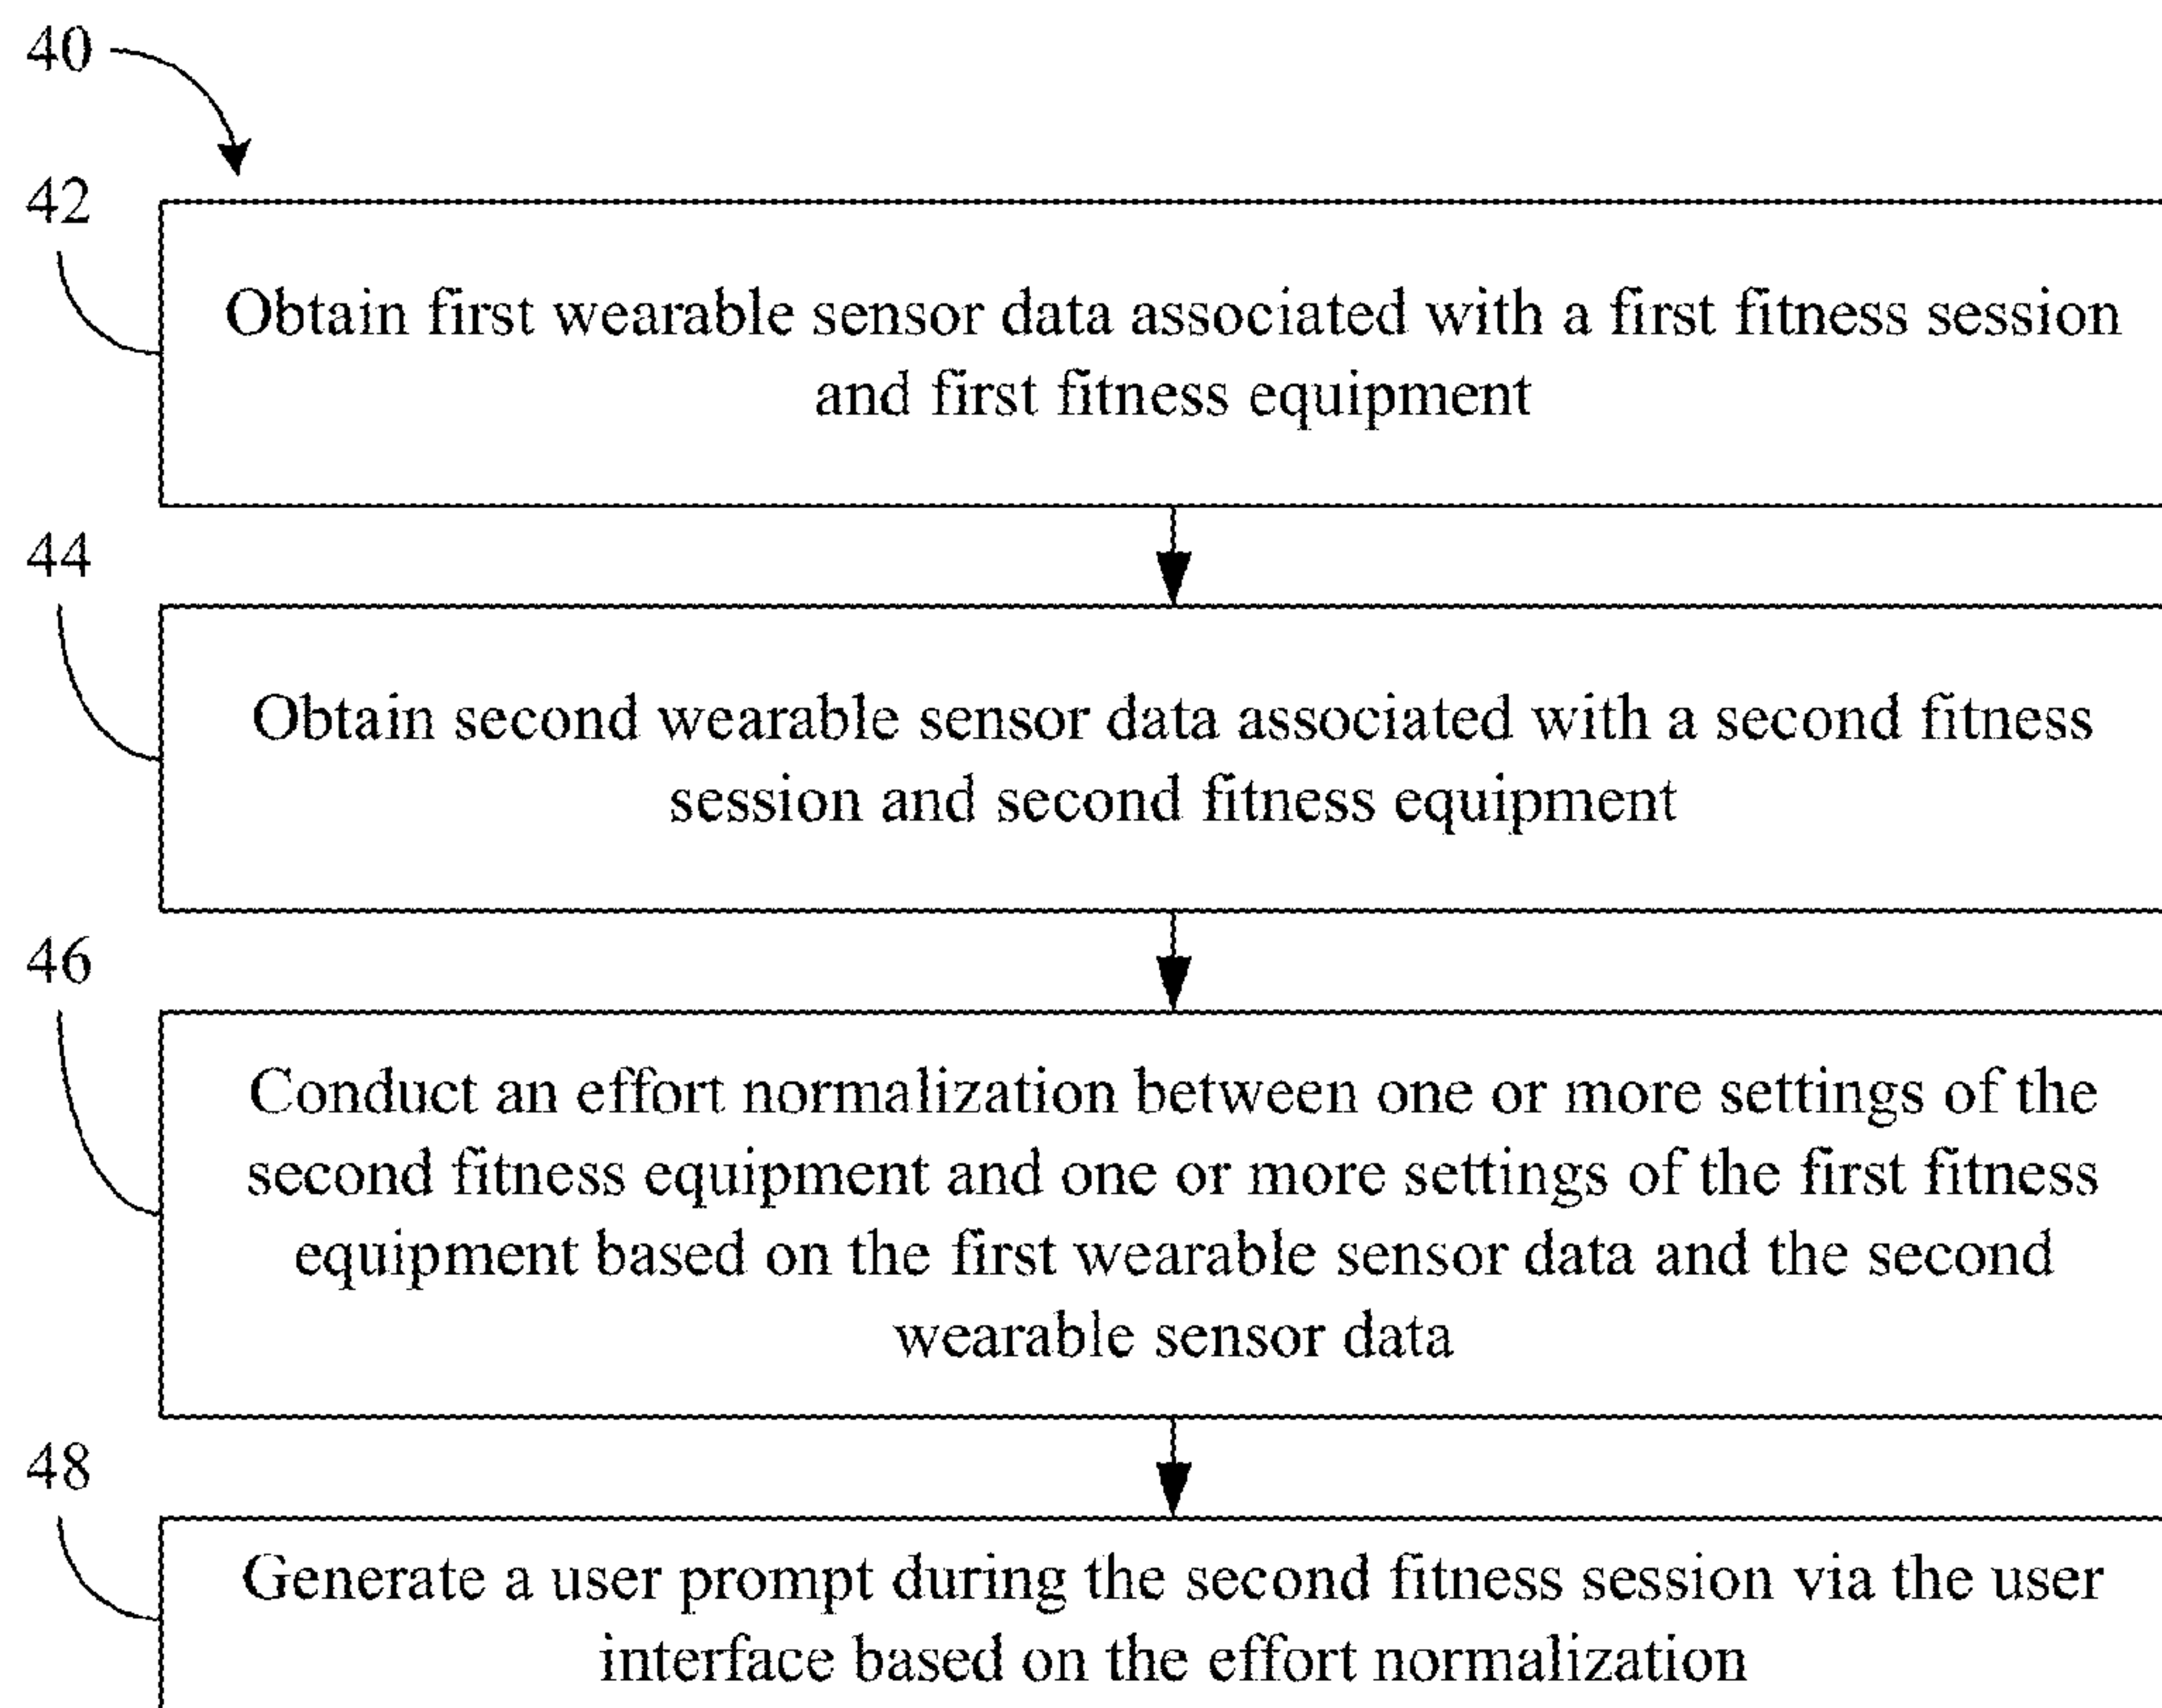 40
42
Obtain first wearable sensor data associated with a first fitness session
and first fitness equipment
44
Obtain second wearable sensor data associated with a second fitness
session and second fitness equipment
46
Conduct an effort normalization between one or more settings of the
second fitness equipment and one or more settings of the first fitness
equipment based on the first wearable sensor data and the second
wearable sensor data
48
Generate a user prompt during the second fitness session via the user
interface based on the effort normalization